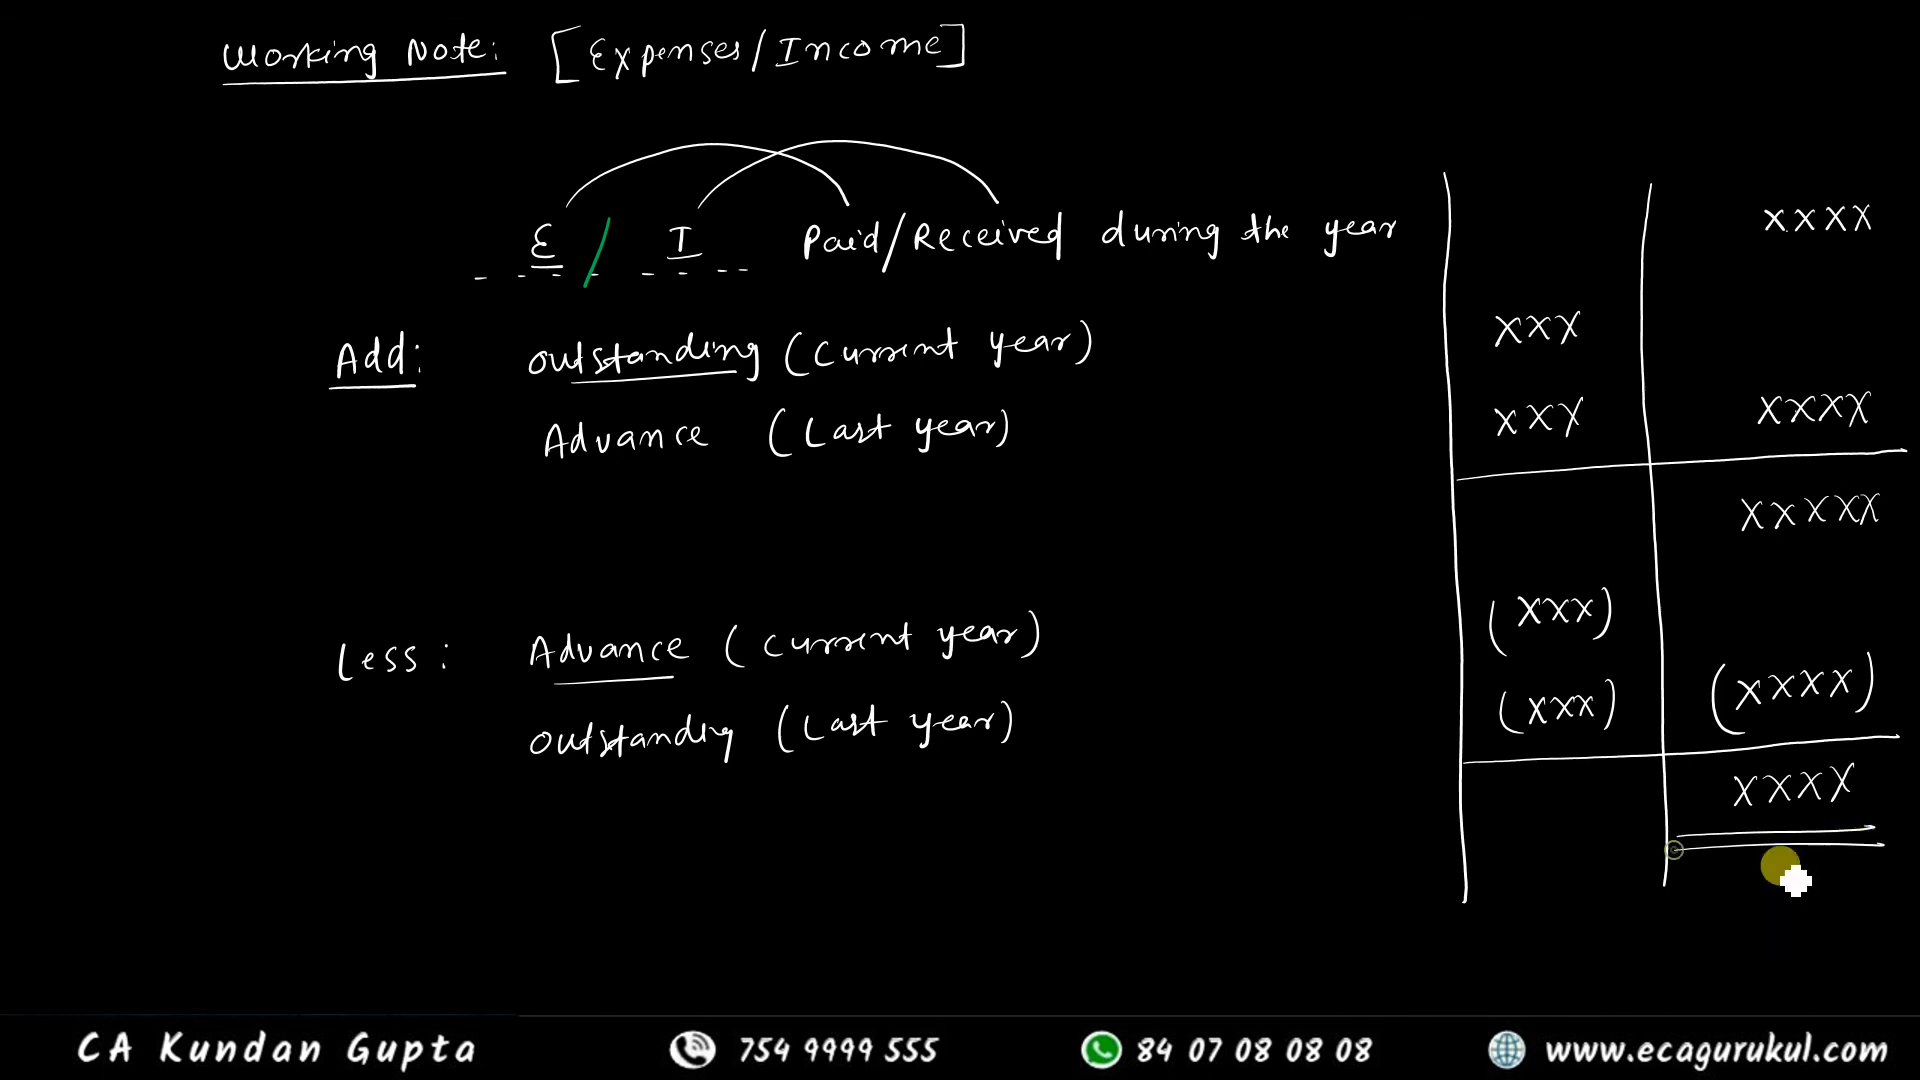 Working Note: [Expenses/Income]
E / I Paid/Received during the year xxxx
Add: outstanding (current year) xxx
Advance (Last year) xxx xxxx
xxxxx
Less: Advance (current year) (xxx)
outstanding (Last year) (xxx) (xxxx)
xxxx
CA Kundan Gupta 754 9999 555 84 07 08 08 08 www.ecagurukul.com